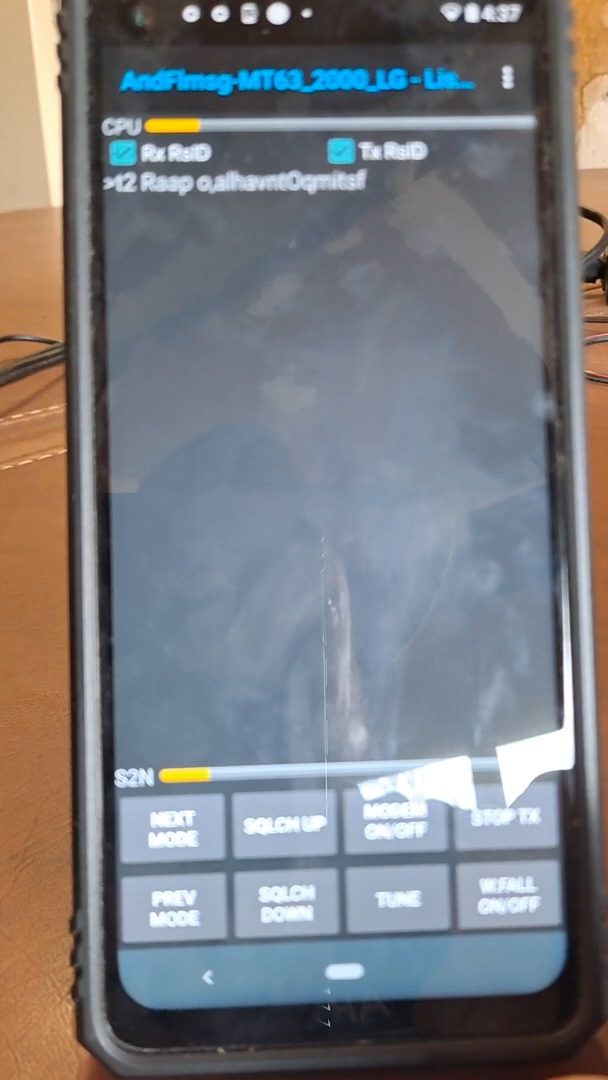 4:37
AndFlmsg-MT63_2000_LG - Lis...
CPU
Rx RsID Tx RsID
>t2 Raap o,alhavntOqmitsf
S2N
NEXT MODE
SQLCH UP
MODEM ON/OFF
STOP TX
PREV MODE
SQLCH DOWN
TUNE
W.FALL ON/OFF